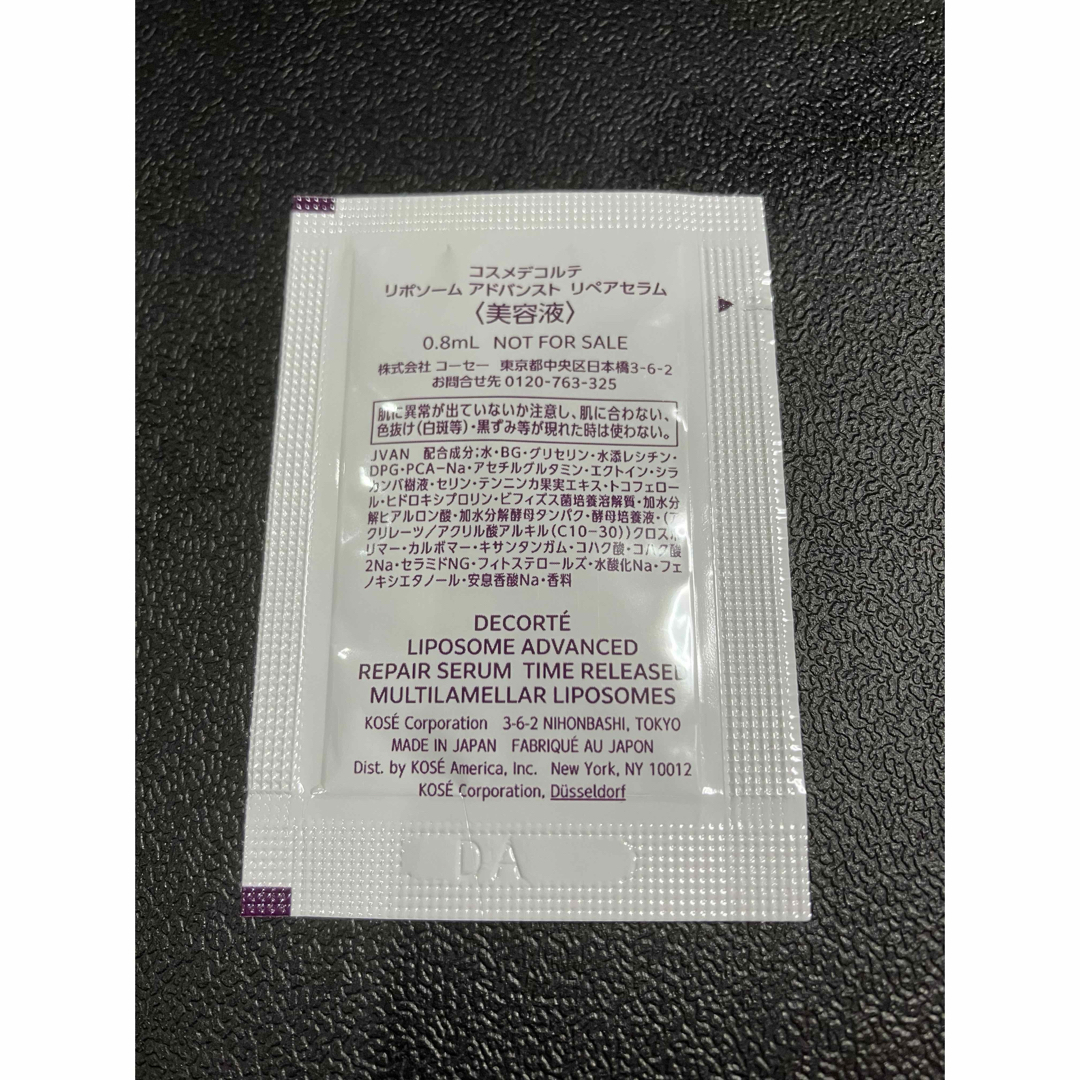 コスメデコルテ
リポソーム アドバンスト リペアセラム
〈美容液〉
0.8mL NOT FOR SALE
株式会社 コーセー 東京都中央区日本橋3-6-2
お問合せ先 0120-763-325
肌に異常が出ていないか注意し、肌に合わない、
色抜け(白斑等)・黒ずみ等が現れた時は使わない。
JVAN 配合成分;水・BG・グリセリン・水添レシチン・
DPG・PCA-Na・アセチルグルタミン・エクトイン・シラ
カンバ樹液・セリン・テンニンカ果実エキス・トコフェロー
ル・ヒドロキシプロリン・ビフィズス菌培養溶解質・加水分
解ヒアルロン酸・加水分解酵母タンパク・酵母培養液・(ア
クリレーツ/アクリル酸アルキル(C10-30))クロスポ
リマー・カルボマー・キサンタンガム・コハク酸・コハク酸
2Na・セラミドNG・フィトステロールズ・水酸化Na・フェ
ノキシエタノール・安息香酸Na・香料
DECORTÉ
LIPOSOME ADVANCED
REPAIR SERUM TIME RELEASED
MULTILAMELLAR LIPOSOMES
KOSÉ Corporation 3-6-2 NIHONBASHI, TOKYO
MADE IN JAPAN FABRIQUÉ AU JAPON
Dist. by KOSÉ America, Inc. New York, NY 10012
KOSÉ Corporation, Düsseldorf
DA